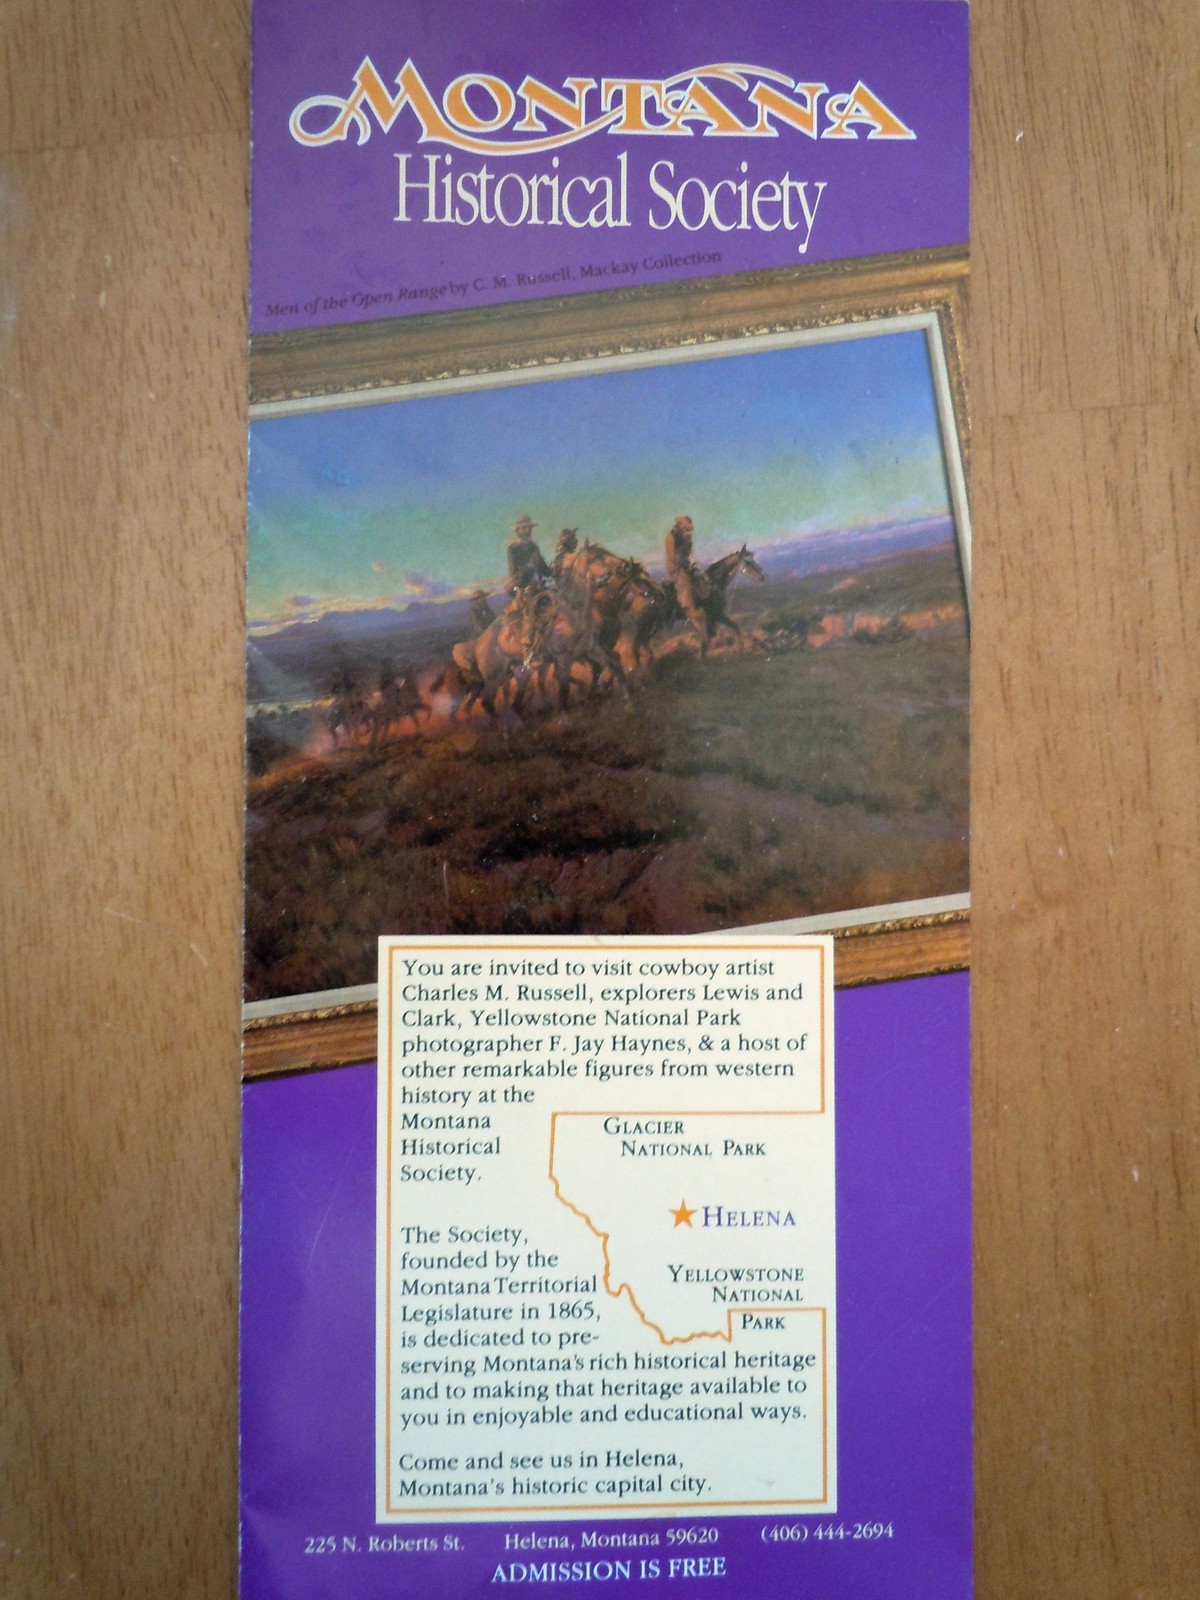 MONTANA
Historical Society
Men of the Open Range by C. M. Russell, Mackay Collection
You are invited to visit cowboy artist
Charles M. Russell, explorers Lewis and
Clark, Yellowstone National Park
photographer F. Jay Haynes, & a host of
other remarkable figures from western
history at the
Montana
Historical
Society.
GLACIER
NATIONAL PARK
HELENA
YELLOWSTONE
NATIONAL
PARK
The Society,
founded by the
Montana Territorial
Legislature in 1865,
is dedicated to pre-
serving Montana's rich historical heritage
and to making that heritage available to
you in enjoyable and educational ways.
Come and see us in Helena,
Montana's historic capital city.
225 N. Roberts St. Helena, Montana 59620 (406) 444-2694
ADMISSION IS FREE